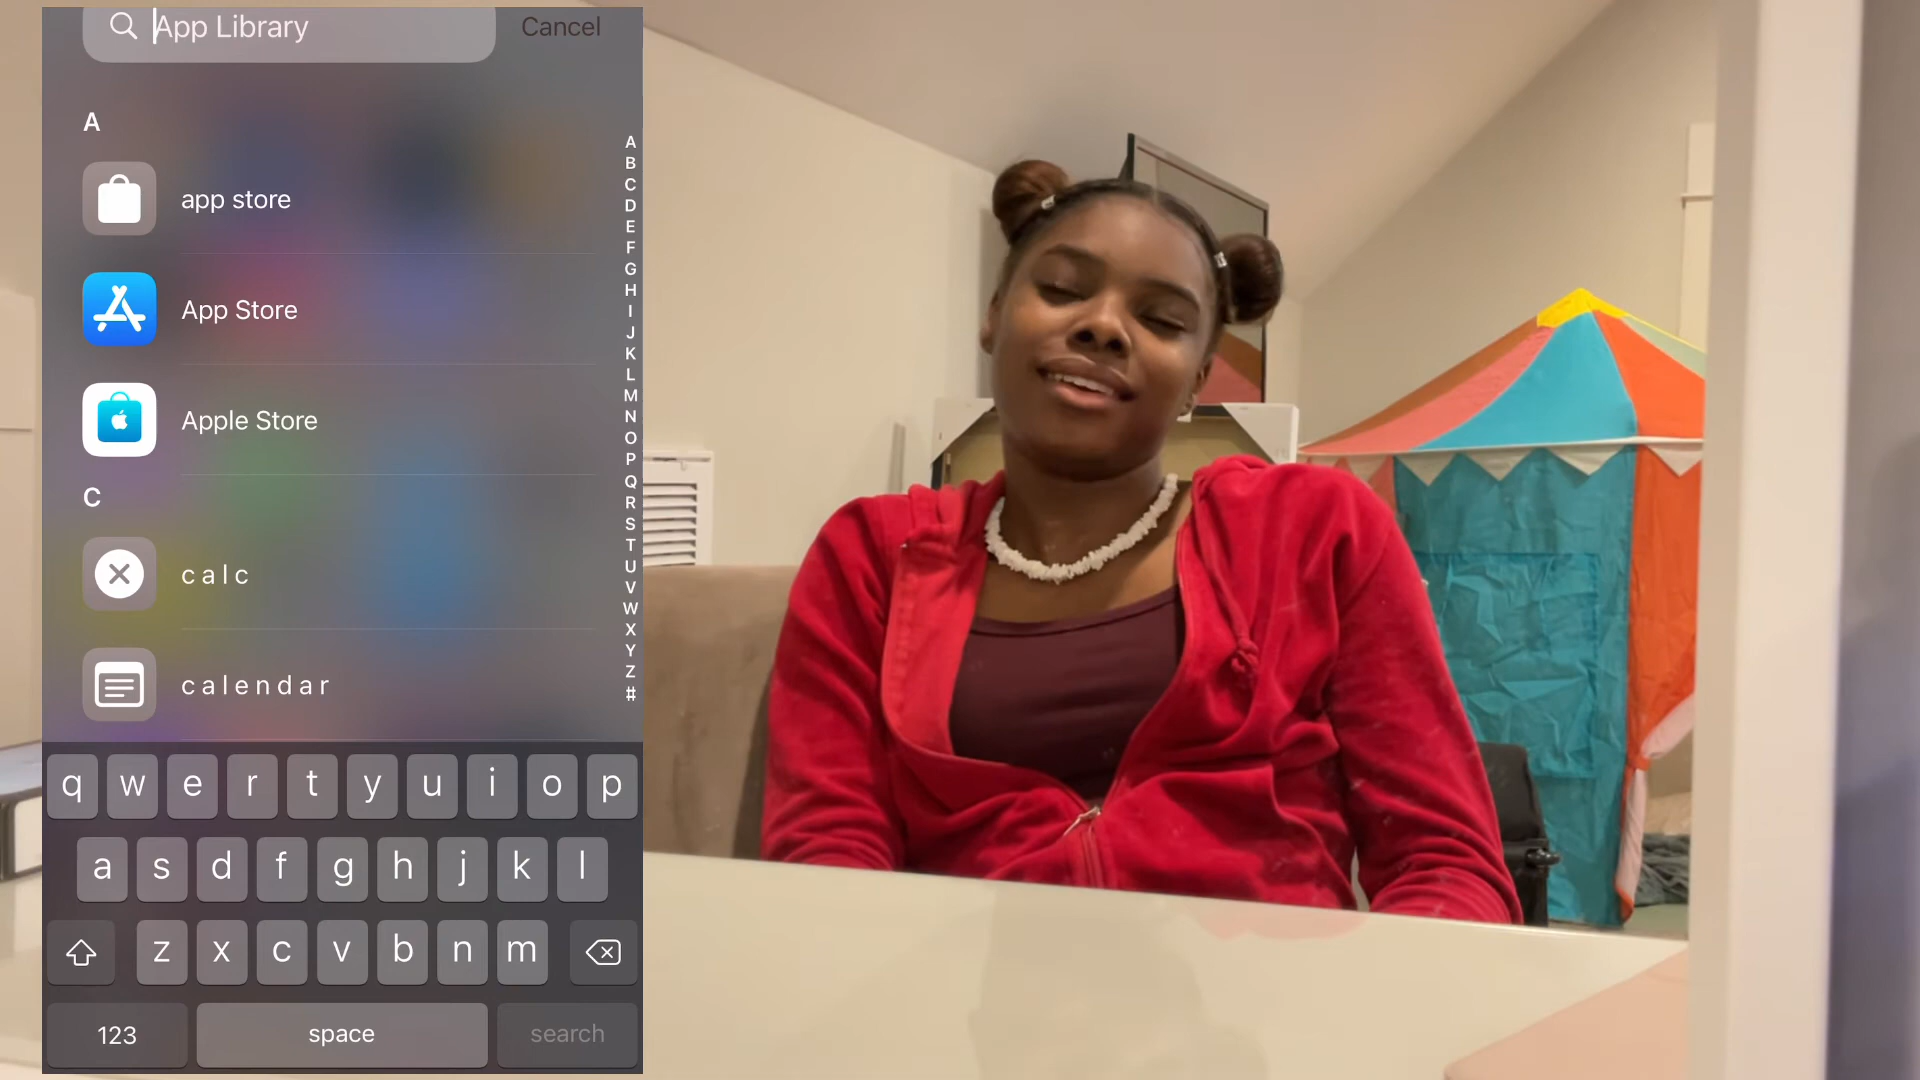 App Library
Cancel
A
app store
App Store
Apple Store
C
calc
calendar
A
B
C
D
E
F
G
H
I
J
K
L
M
N
O
P
Q
R
S
T
U
V
W
X
Y
Z
#
q w e r t y u i o p
a s d f g h j k l
z x c v b n m
123 space search